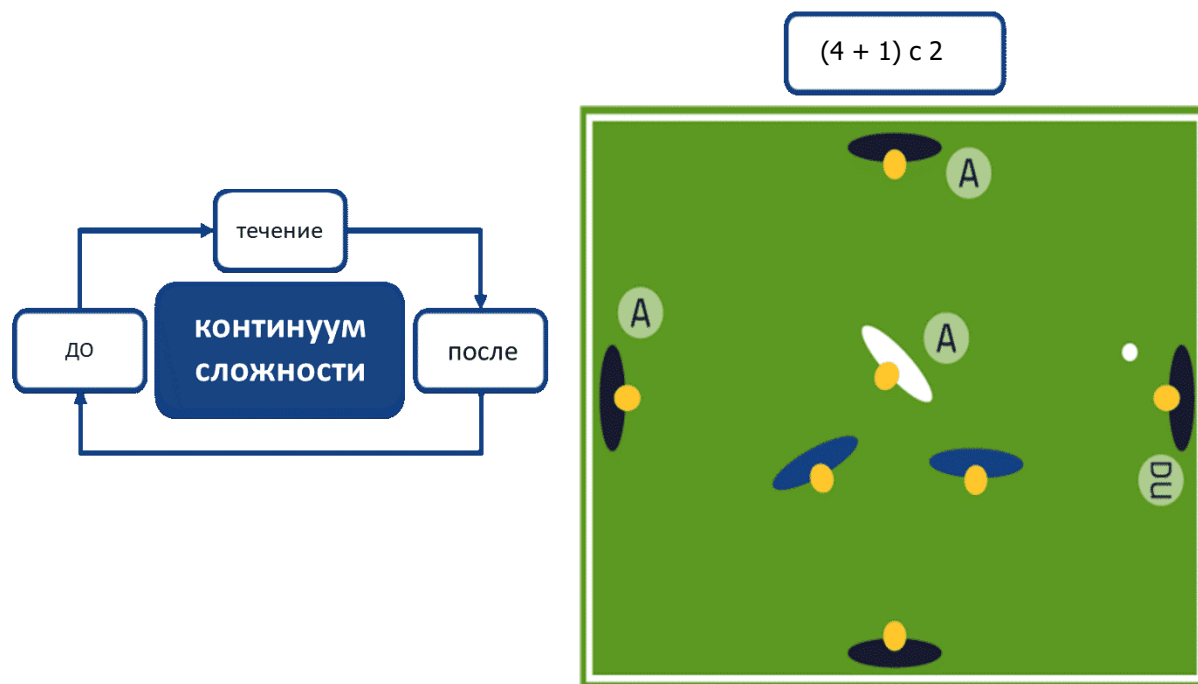 (4 + 1) с 2
течение
до
континуум
сложности
после
A
A
A
DU